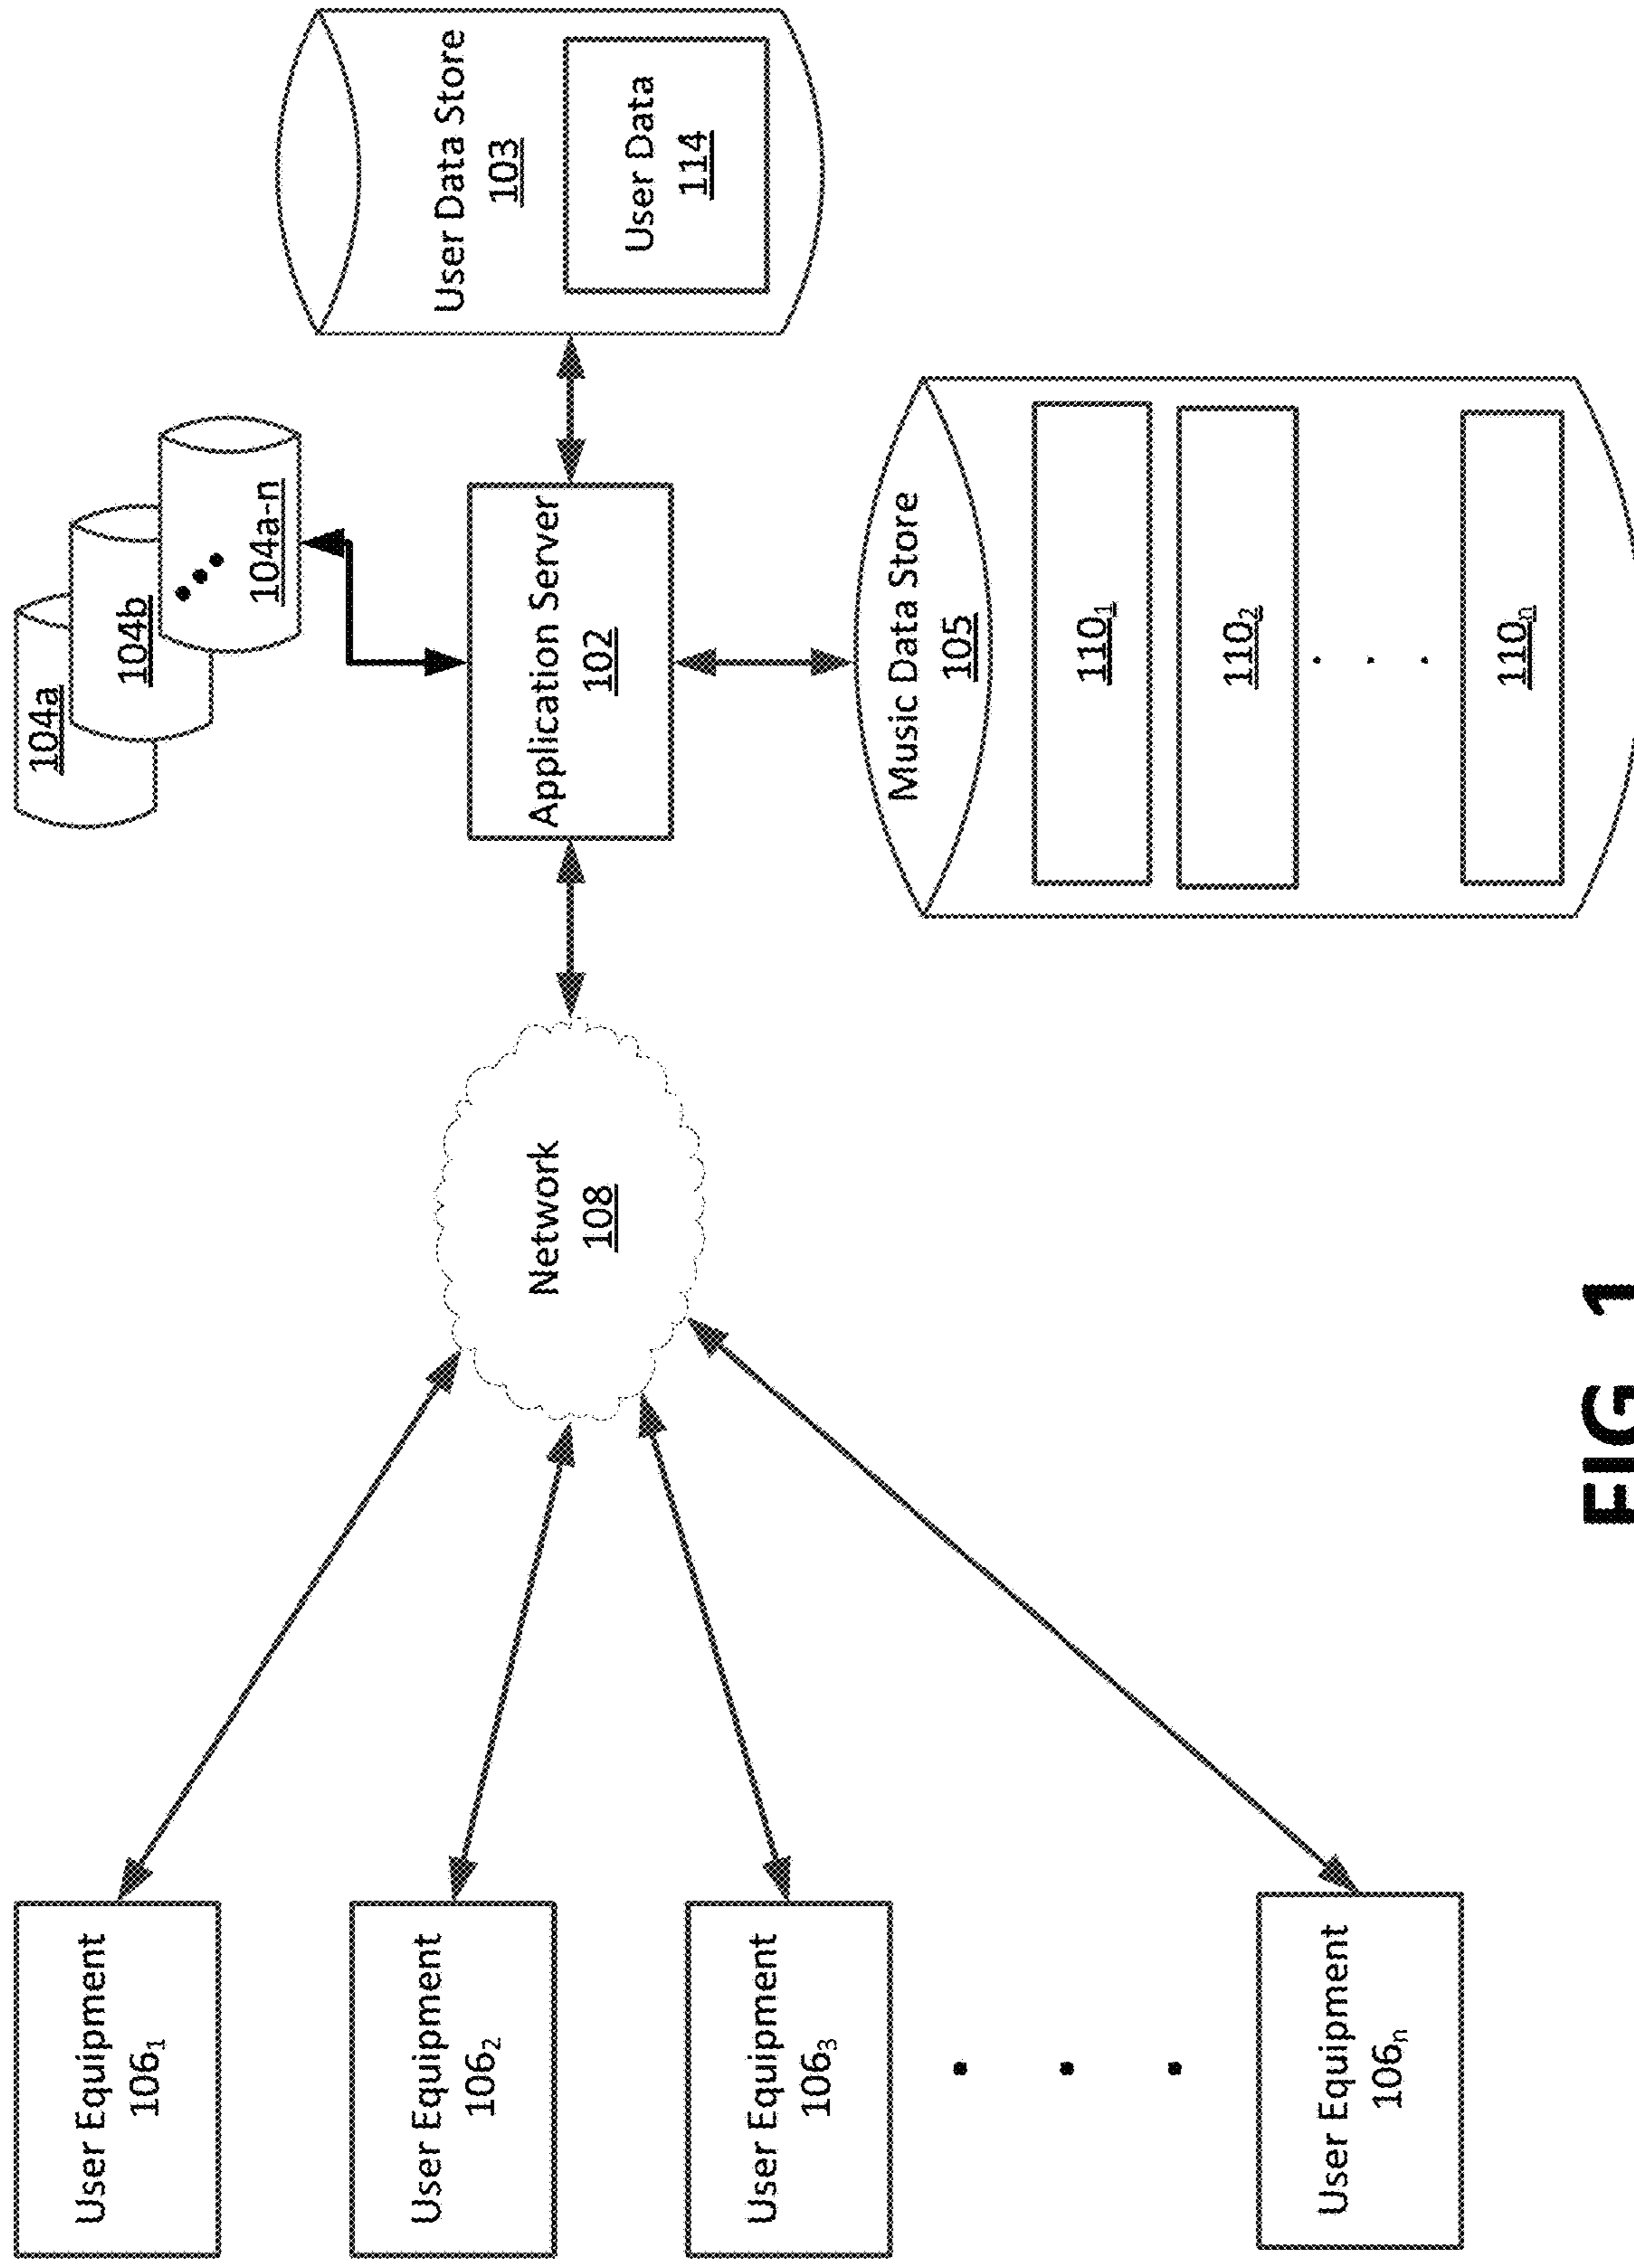 User Equipment
106₁
User Equipment
106₂
User Equipment
106₃
User Equipment
106ₙ
Network
108
Application Server
102
104a
104b
104a-n
User Data Store
103
User Data
114
Music Data Store
105
110₁
110₂
110ₙ
FIG. 1